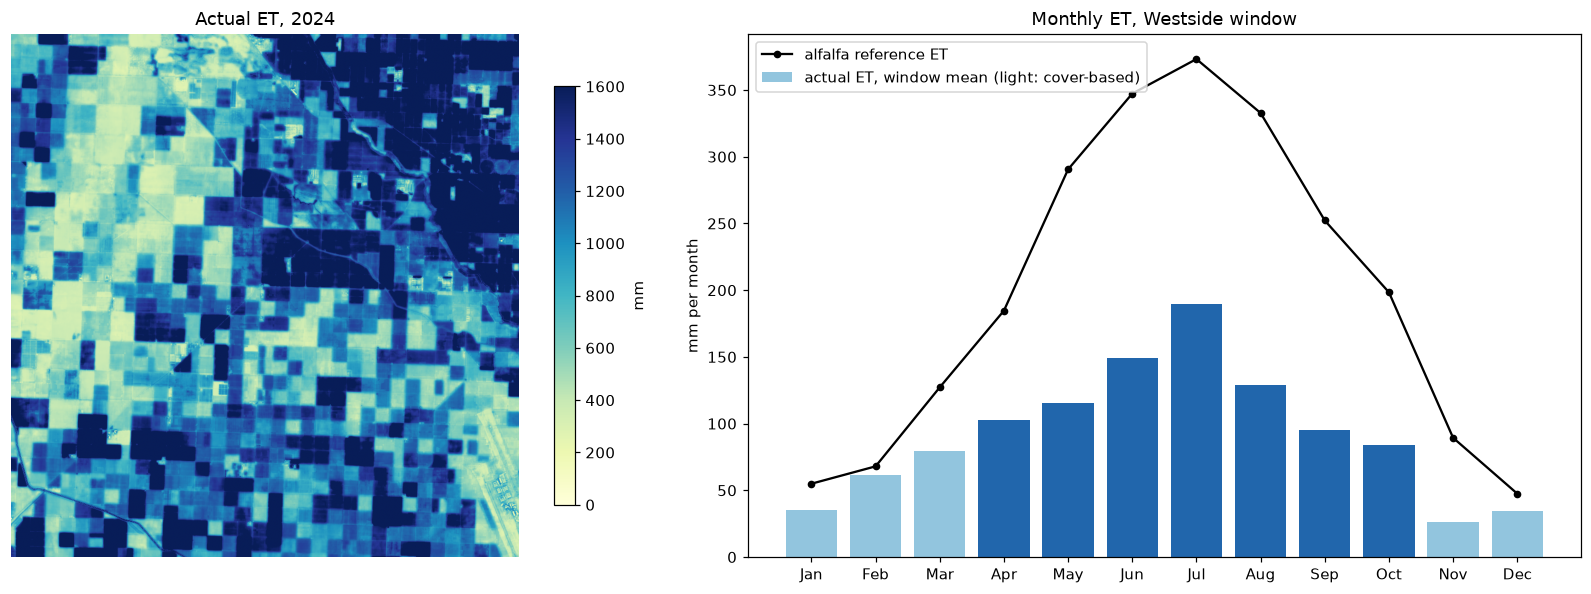 Actual ET, 2024
1600
1400
1200
1000
800
600
400
200
0
mm
Monthly ET, Westside window
alfalfa reference ET
actual ET, window mean (light: cover-based)
mm per month
350
300
250
200
150
100
50
0
Jan Feb Mar Apr May Jun Jul Aug Sep Oct Nov Dec